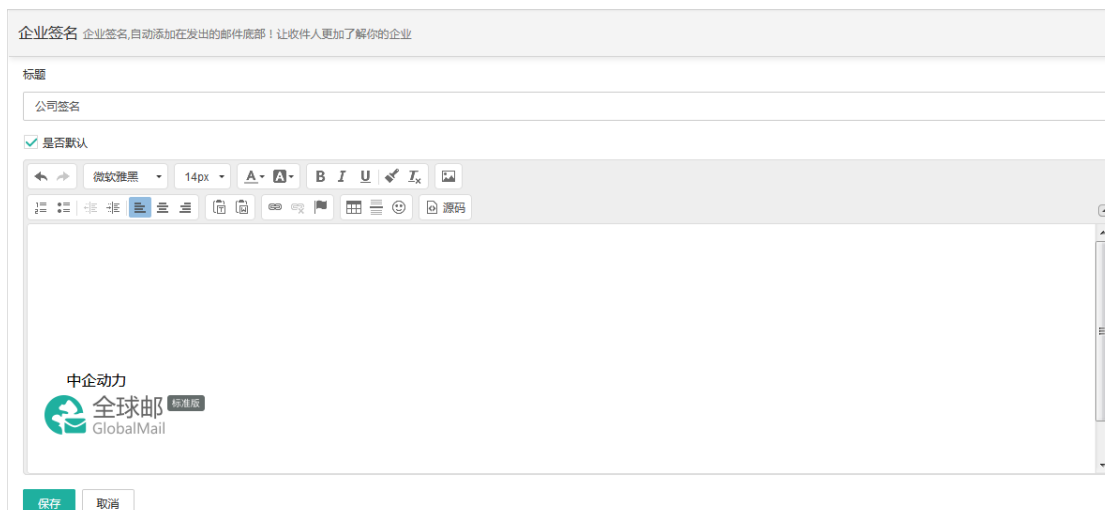 企业签名 企业签名,自动添加在发出的邮件底部！让收件人更加了解你的企业
标题
公司签名
是否默认
微软雅黑 14px A A B I U Tx
源码
中企动力
全球邮 标准版
GlobalMail
保存 取消